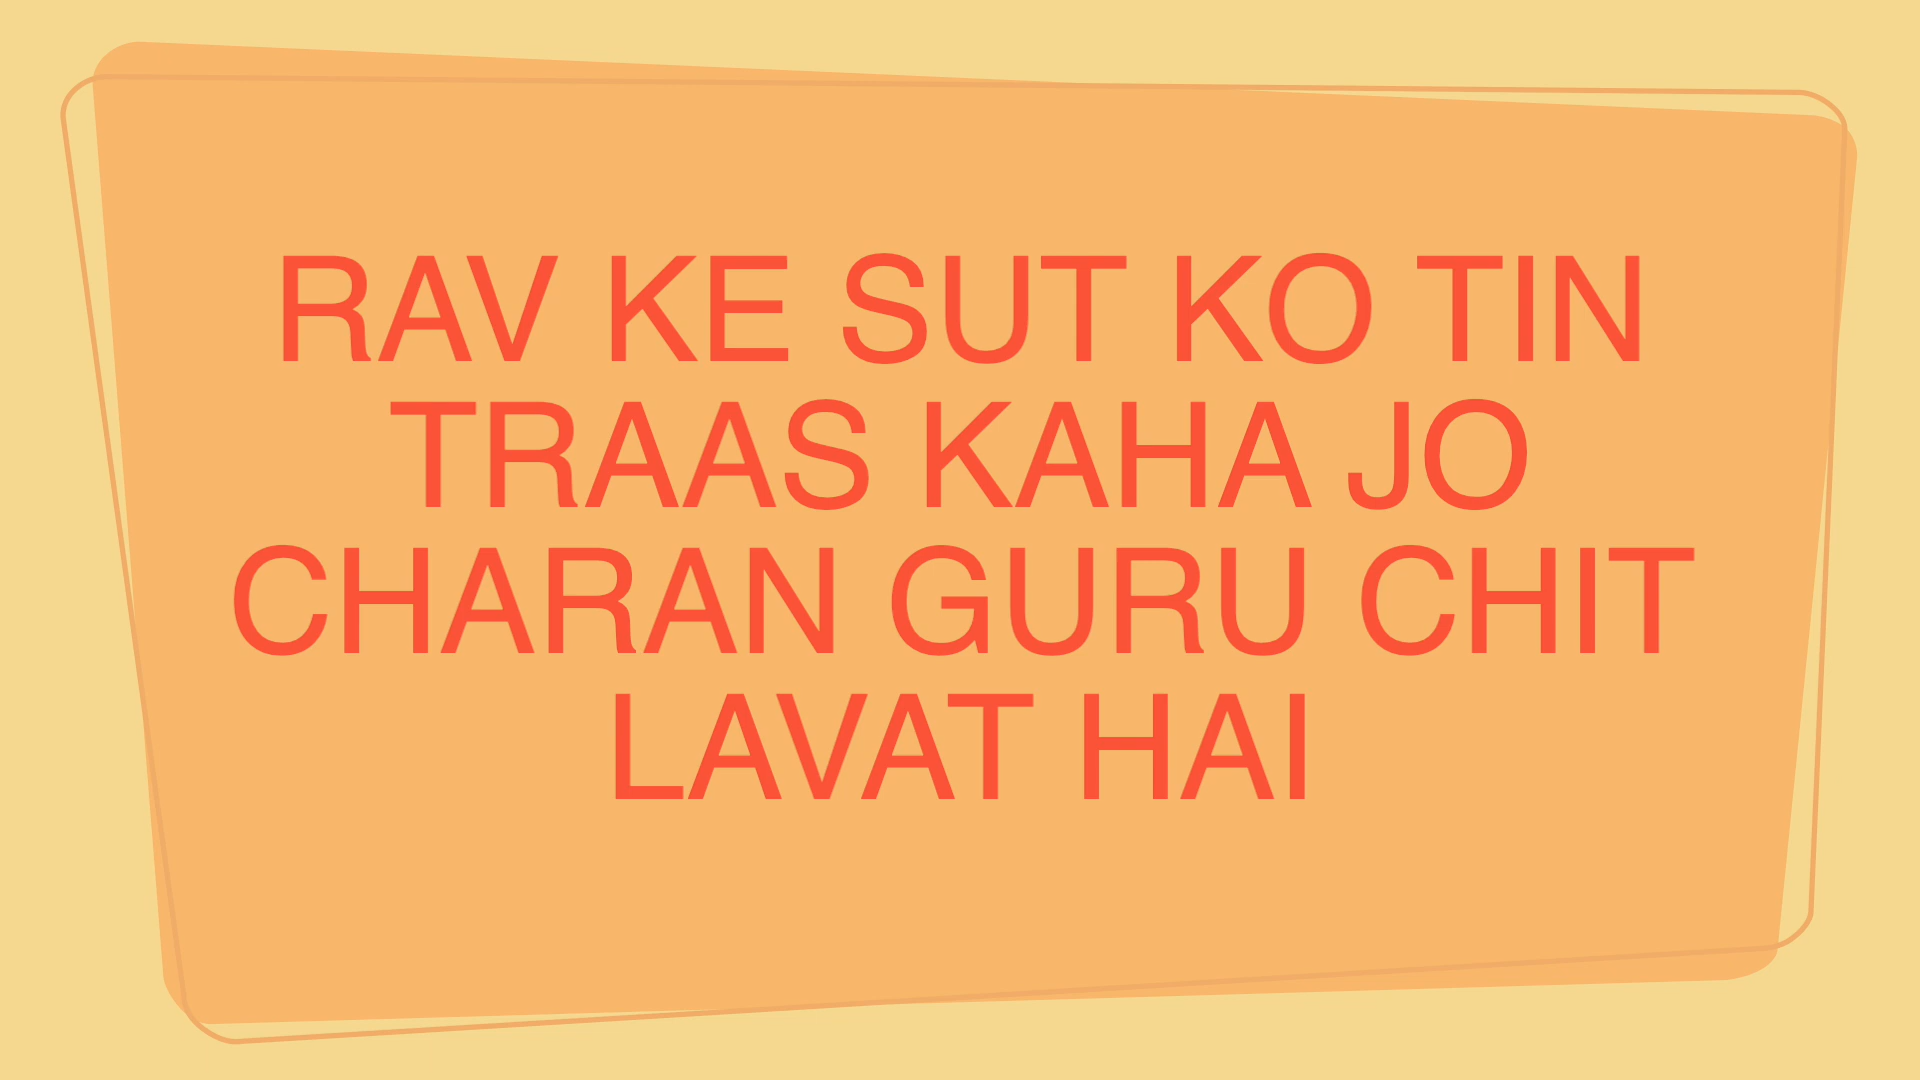 RAV KE SUT KO TIN
TRAAS KAHA JO
CHARAN GURU CHIT
LAVAT HAI